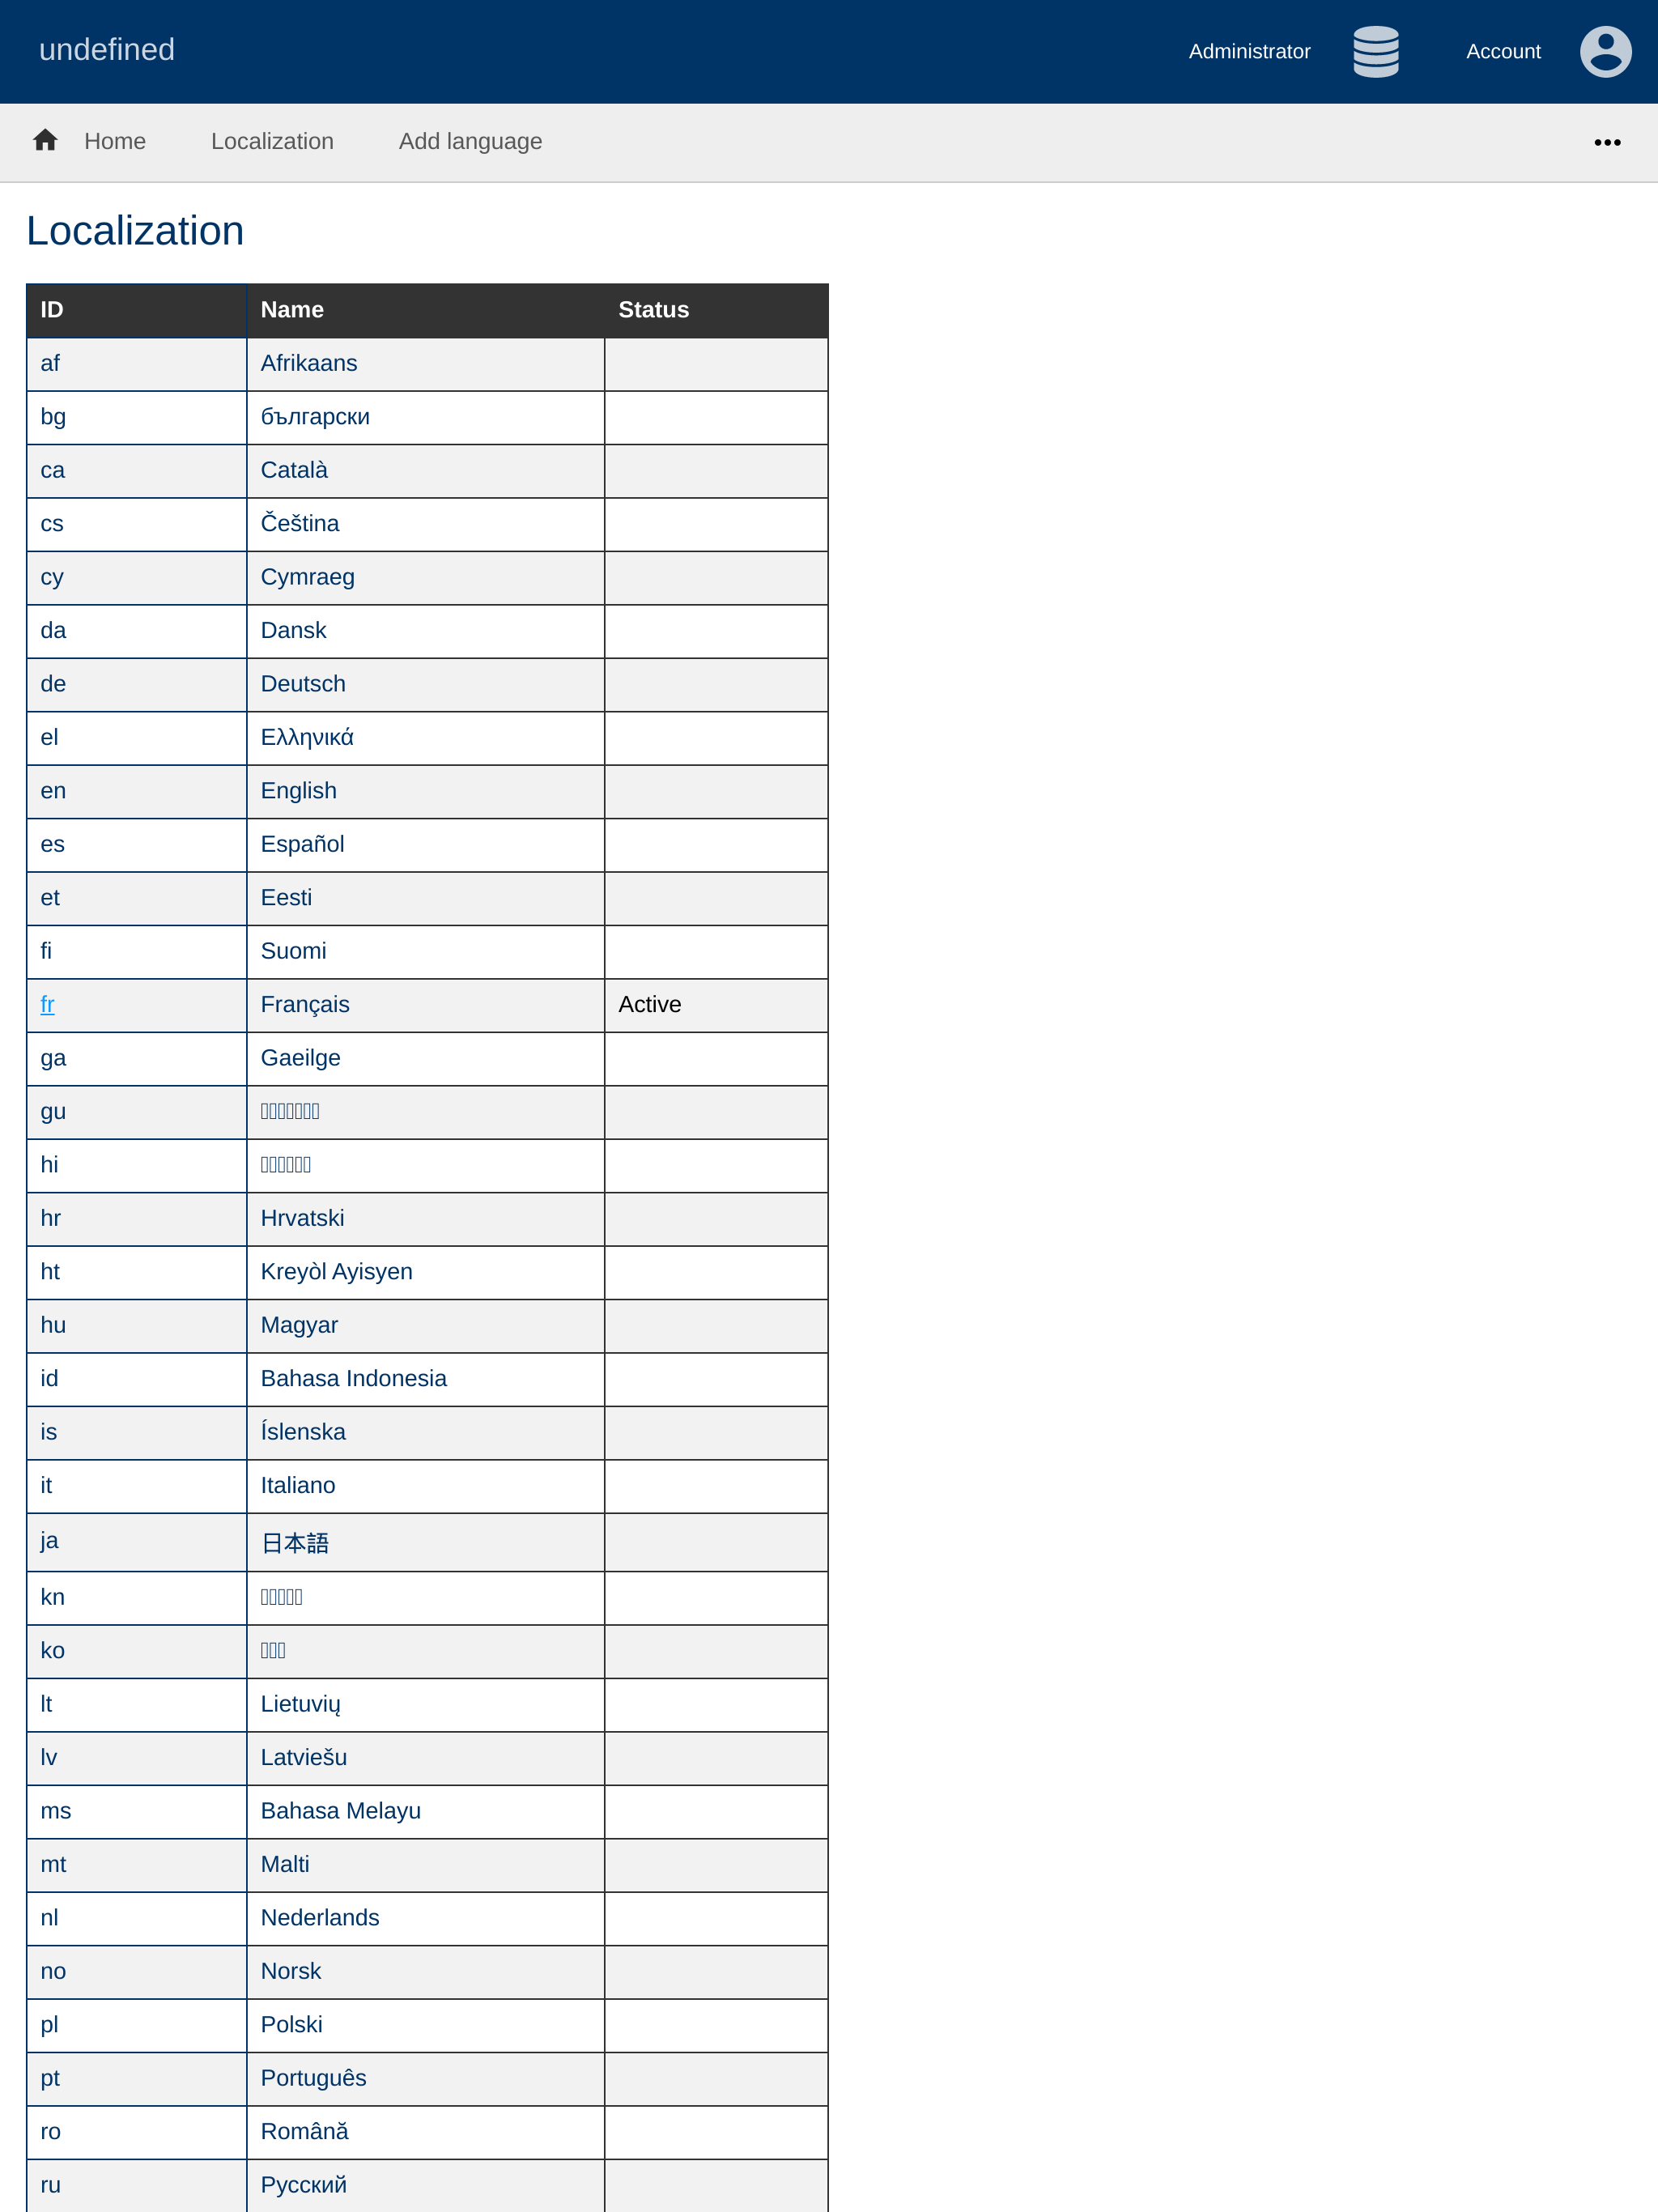 undefined
Administrator
Account
Home
Localization
Add language
Localization
ID Name Status
af Afrikaans
bg български
ca Català
cs Čeština
cy Cymraeg
da Dansk
de Deutsch
el Ελληνικά
en English
es Español
et Eesti
fi Suomi
fr Français Active
ga Gaeilge
gu
hi
hr Hrvatski
ht Kreyòl Ayisyen
hu Magyar
id Bahasa Indonesia
is Íslenska
it Italiano
ja 日本語
kn
ko
lt Lietuvių
lv Latviešu
ms Bahasa Melayu
mt Malti
nl Nederlands
no Norsk
pl Polski
pt Português
ro Română
ru Русский